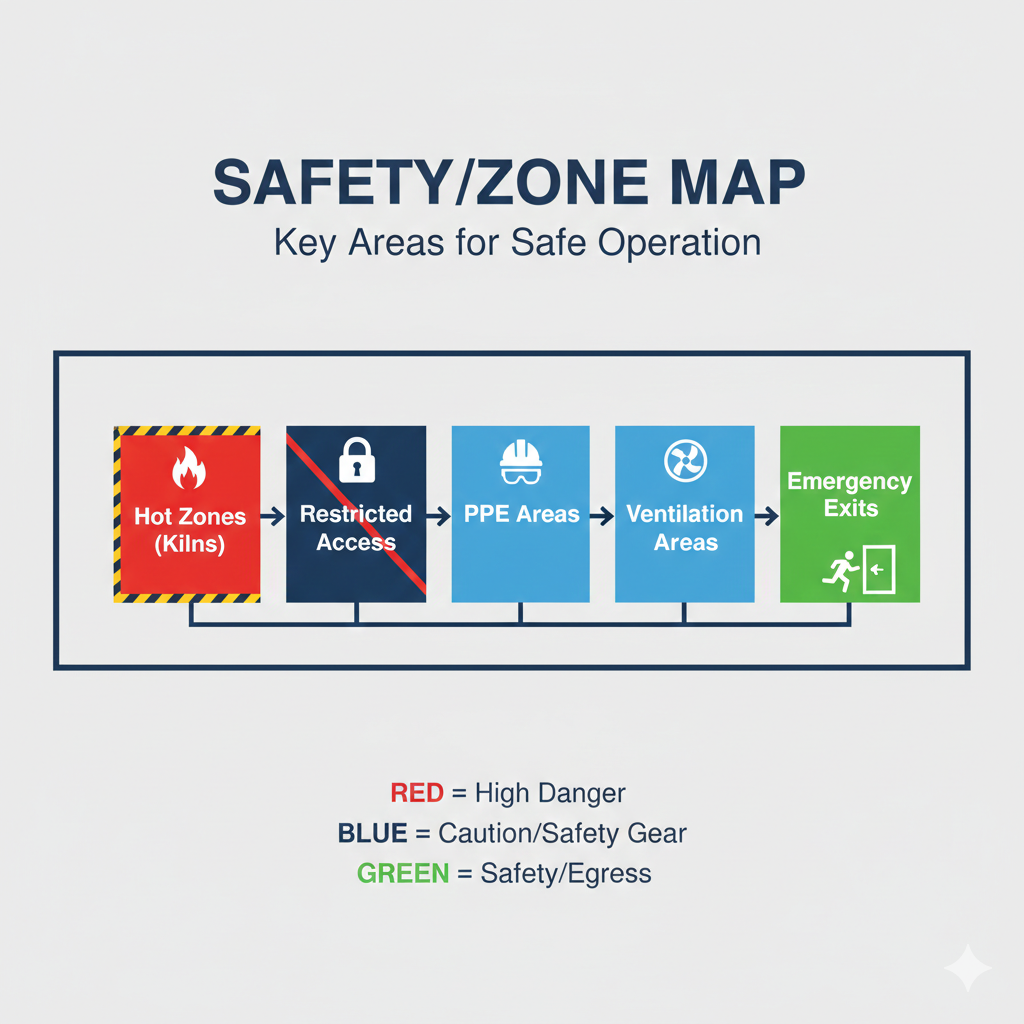 SAFETY/ZONE MAP
Key Areas for Safe Operation
Hot Zones
(Kilns)
Restricted
Access
PPE Areas
Ventilation
Areas
Emergency
Exits
RED = High Danger
BLUE = Caution/Safety Gear
GREEN = Safety/Egress